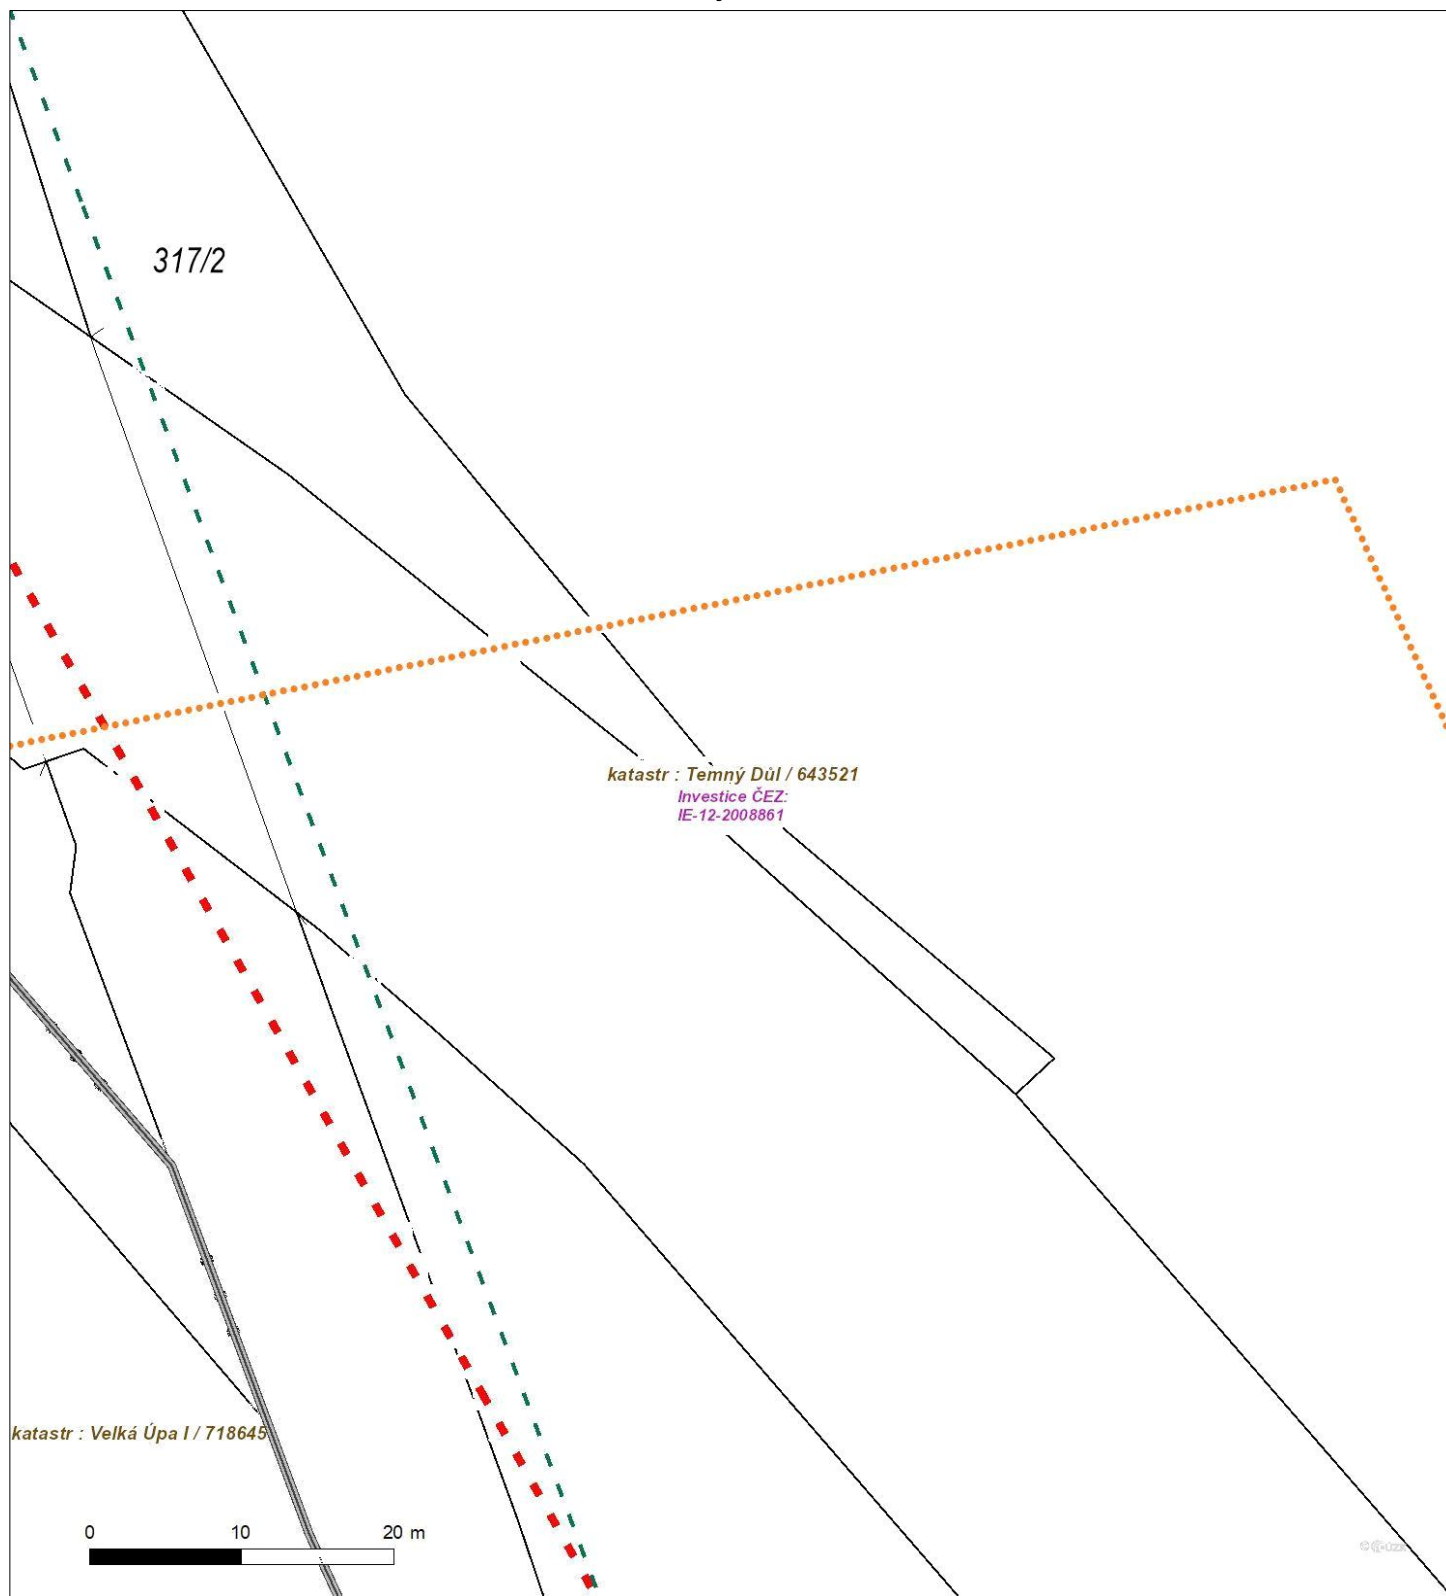 317/2
katastr : Temný Důl / 643521
Investice ČEZ:
IE-12-2008861
katastr : Velká Úpa I / 718645
0 10 20 m